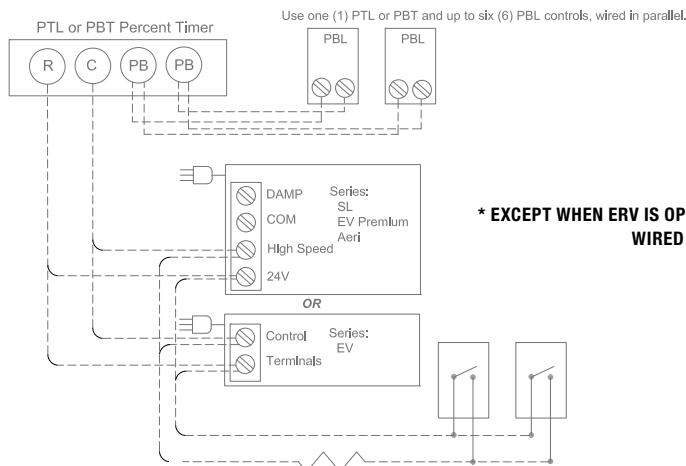 Use one (1) PTL or PBT and up to six (6) PBL controls, wired in parallel.
PTL or PBT Percent Timer
PBL
PBL
R
C
PB
PB
DAMP
COM
High Speed
24V
Series:
SL
EV Premium
Aeri
* EXCEPT WHEN ERV IS OP
WIRED
OR
Control
Terminals
Series:
EV